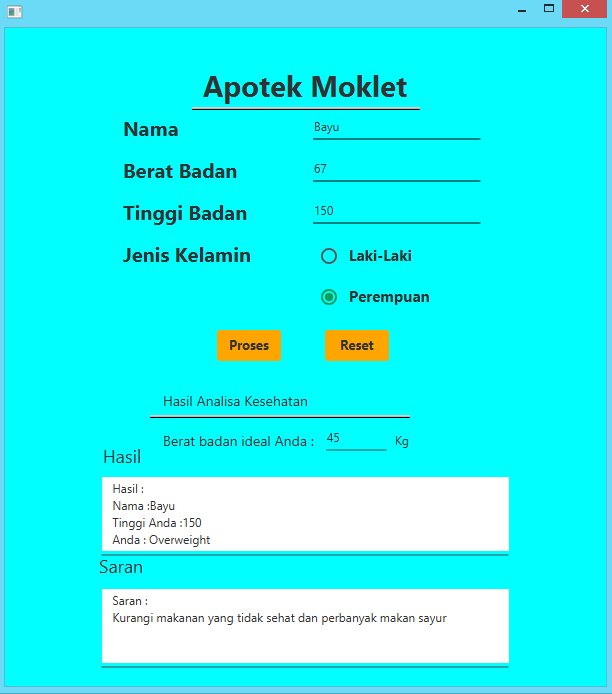 Apotek Moklet
Nama Bayu
Berat Badan 67
Tinggi Badan 150
Jenis Kelamin Laki-Laki
Perempuan
Proses Reset
Hasil Analisa Kesehatan
Berat badan ideal Anda : 45 Kg
Hasil
Hasil :
Nama :Bayu
Tinggi Anda :150
Anda : Overweight
Saran
Saran :
Kurangi makanan yang tidak sehat dan perbanyak makan sayur